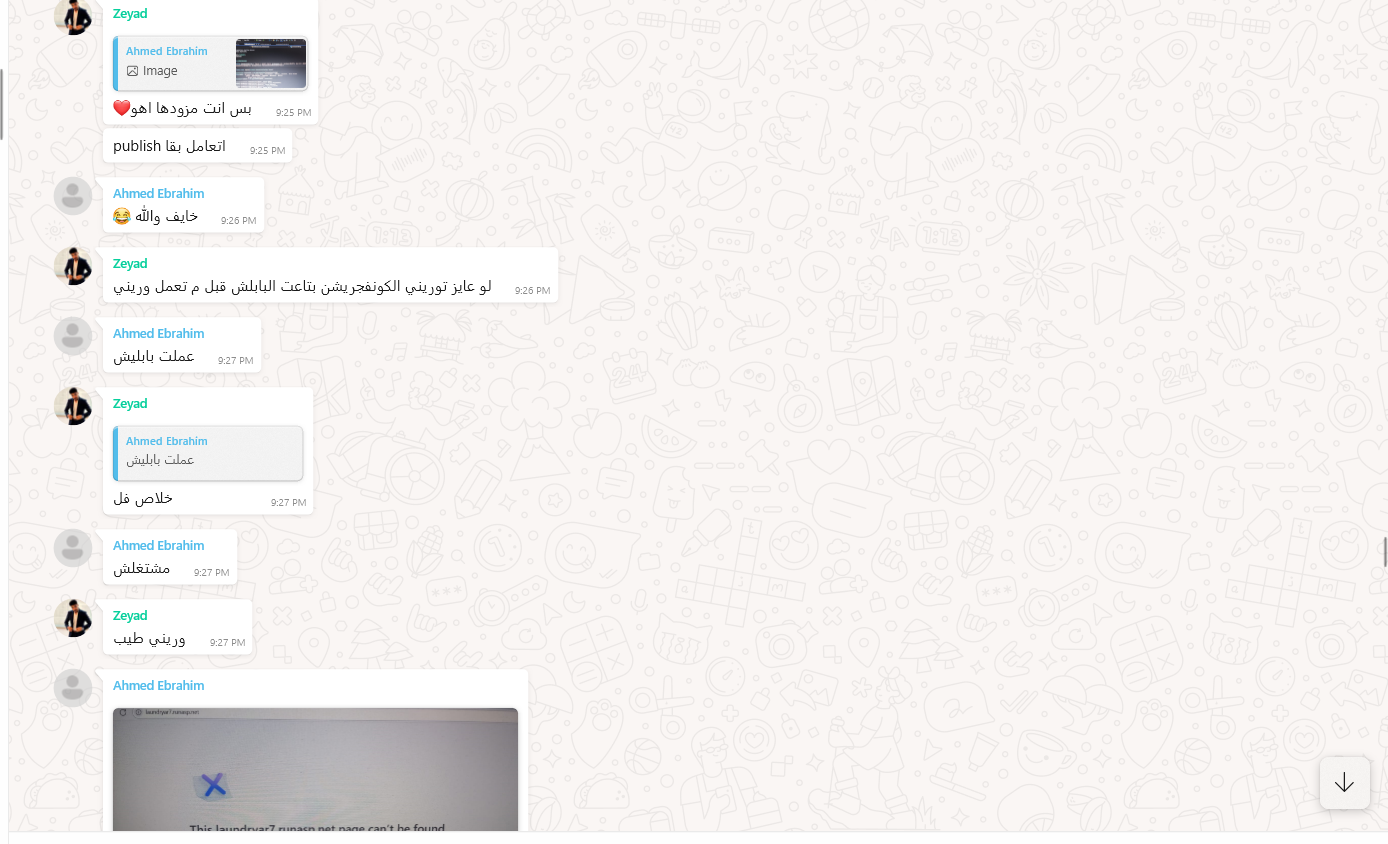 Zeyad
Ahmed Ebrahim
Image
بس انت مزودها اهو❤️
9:25 PM
اتعامل بقا publish
9:25 PM
Ahmed Ebrahim
خايف والله 😂
9:26 PM
Zeyad
لو عايز توريني الكونفجريشن بتاعت البابلش قبل م تعمل وريني
9:26 PM
Ahmed Ebrahim
عملت بابليش
9:27 PM
Zeyad
Ahmed Ebrahim
عملت بابليش
خلاص فل
9:27 PM
Ahmed Ebrahim
مشتغلش
9:27 PM
Zeyad
وريني طيب
9:27 PM
Ahmed Ebrahim
laundryar7.runasp.net
This laundryar7.runasp.net page can't be found